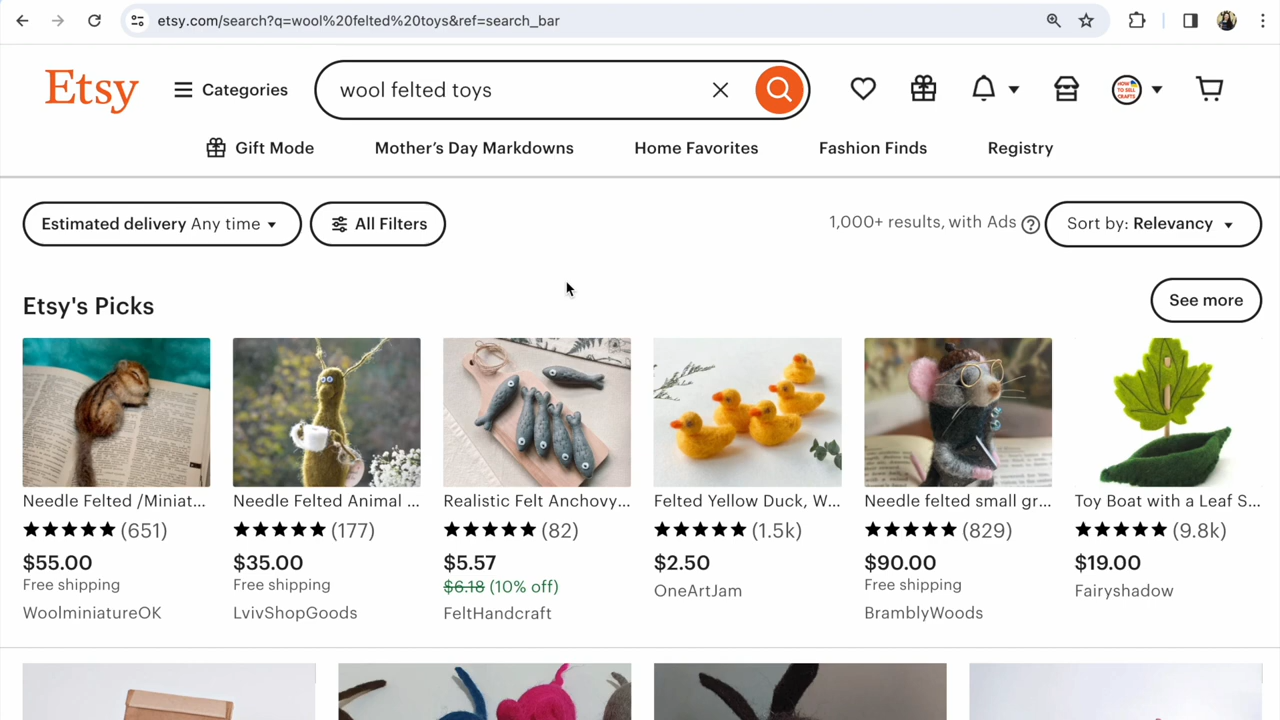 etsy.com/search?q=wool%20felted%20toys&ref=search_bar
Etsy
Categories
wool felted toys
HOW TO SELL CRAFTS
Gift Mode
Mother's Day Markdowns
Home Favorites
Fashion Finds
Registry
Estimated delivery Any time
All Filters
1,000+ results, with Ads
Sort by: Relevancy
Etsy's Picks
See more
Needle Felted /Miniat...
(651)
$55.00
Free shipping
WoolminiatureOK
Needle Felted Animal ...
(177)
$35.00
Free shipping
LvivShopGoods
Realistic Felt Anchovy...
(82)
$5.57
$6.18 (10% off)
FeltHandcraft
Felted Yellow Duck, W...
(1.5k)
$2.50
OneArtJam
Needle felted small gr...
(829)
$90.00
Free shipping
BramblyWoods
Toy Boat with a Leaf S...
(9.8k)
$19.00
Fairyshadow